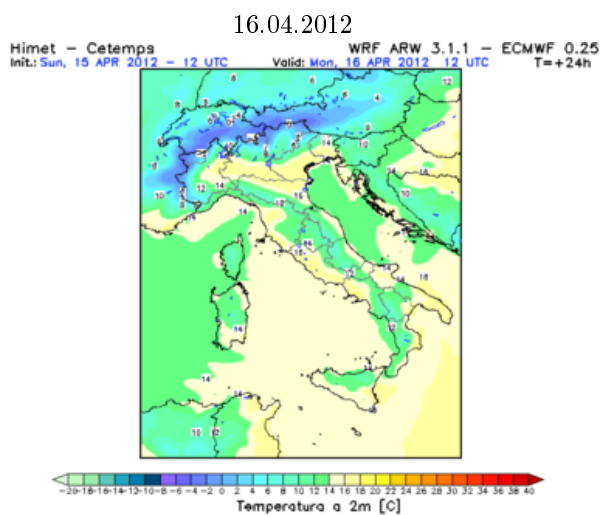 16.04.2012
Himet – Cetemps WRF ARW 3.1.1 – ECMWF 0.25
Init.: Sun, 15 APR 2012 – 12 UTC Valid: Mon, 16 APR 2012 12 UTC T=+24h
-20 -18 -16 -14 -12 -10 -8 -6 -4 -2 0 2 4 6 8 10 12 14 16 18 20 22 24 26 28 30 32 34 36 38 40
Temperatura a 2m [C]